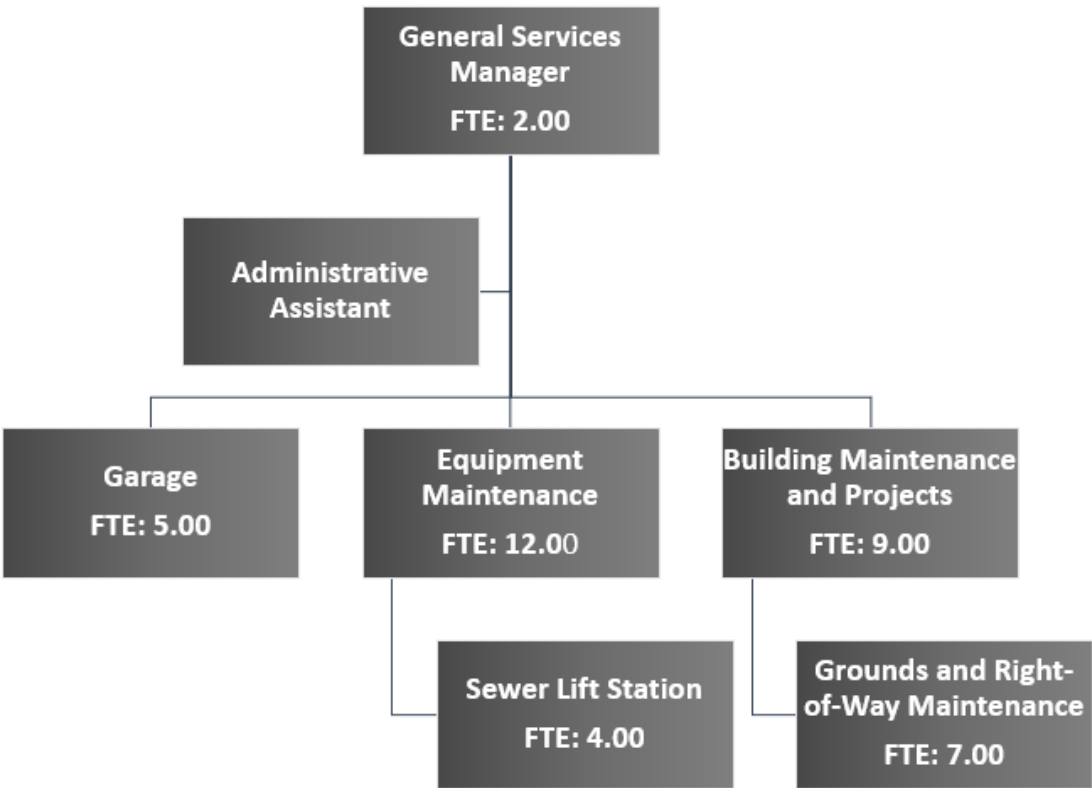 General Services
Manager
FTE: 2.00
Administrative
Assistant
Garage
FTE: 5.00
Equipment
Maintenance
FTE: 12.00
Building Maintenance
and Projects
FTE: 9.00
Sewer Lift Station
FTE: 4.00
Grounds and Right-
of-Way Maintenance
FTE: 7.00